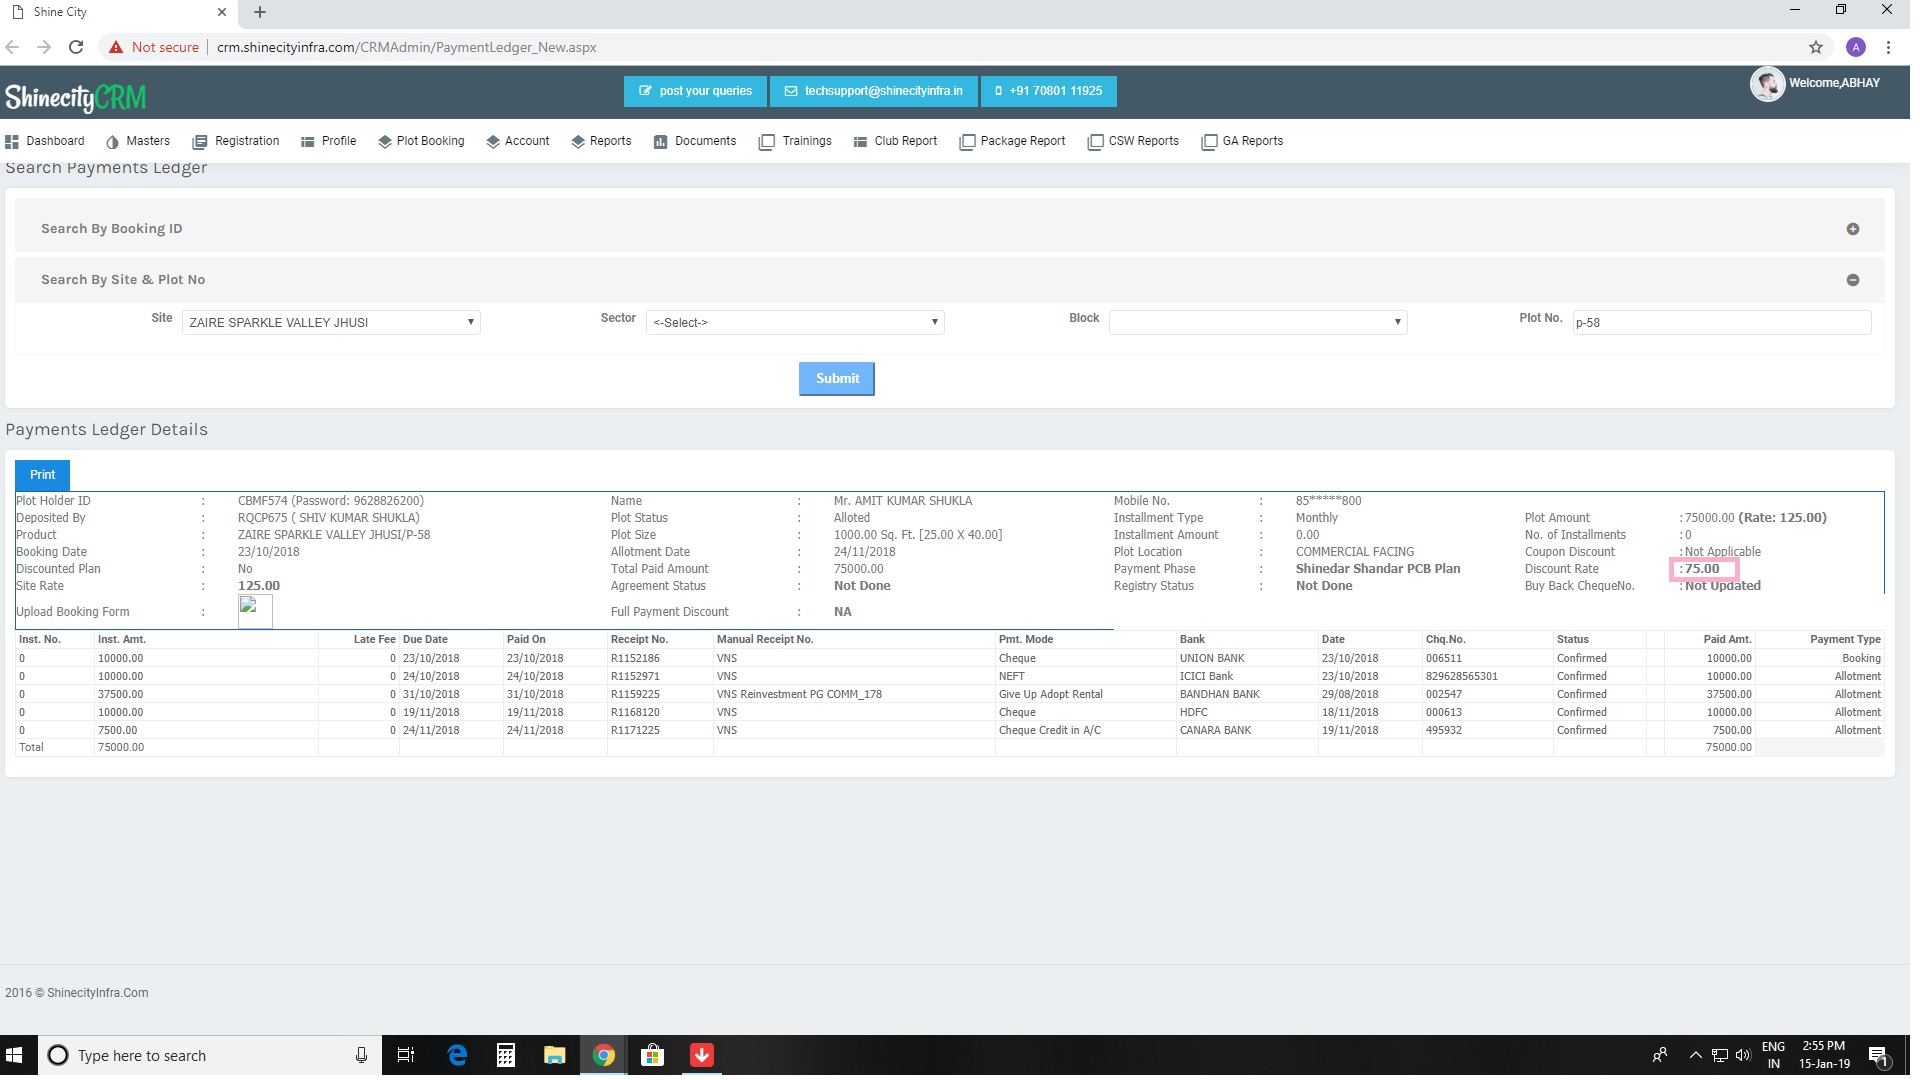 Shine City
Not secure crm.shinecityinfra.com/CRMAdmin/PaymentLedger_New.aspx A
ShinecityCRM post your queries techsupport@shinecityinfra.in +91 70801 11925 Welcome,ABHAY
Dashboard Masters Registration Profile Plot Booking Account Reports Documents Trainings Club Report Package Report CSW Reports GA Reports
Search Payments Ledger
Search By Booking ID
Search By Site & Plot No
Site ZAIRE SPARKLE VALLEY JHUSI Sector <-Select-> Block Plot No. p-58
Submit
Payments Ledger Details
Print
Plot Holder ID : CBMF574 (Password: 9628826200) Name : Mr. AMIT KUMAR SHUKLA Mobile No. : 85*****800
Deposited By : RQCP675 ( SHIV KUMAR SHUKLA) Plot Status : Alloted Installment Type : Monthly Plot Amount :75000.00 (Rate: 125.00)
Product : ZAIRE SPARKLE VALLEY JHUSI/P-58 Plot Size : 1000.00 Sq. Ft. [25.00 X 40.00] Installment Amount : 0.00 No. of Installments :0
Booking Date : 23/10/2018 Allotment Date : 24/11/2018 Plot Location : COMMERCIAL FACING Coupon Discount :Not Applicable
Discounted Plan : No Total Paid Amount : 75000.00 Payment Phase : Shinedar Shandar PCB Plan Discount Rate :75.00
Site Rate : 125.00 Agreement Status : Not Done Registry Status : Not Done Buy Back ChequeNo. :Not Updated
Upload Booking Form : Full Payment Discount : NA
Inst. No. Inst. Amt. Late Fee Due Date Paid On Receipt No. Manual Receipt No. Pmt. Mode Bank Date Chq.No. Status Paid Amt. Payment Type
0 10000.00 0 23/10/2018 23/10/2018 R1152186 VNS Cheque UNION BANK 23/10/2018 006511 Confirmed 10000.00 Booking
0 10000.00 0 24/10/2018 24/10/2018 R1152971 VNS NEFT ICICI Bank 23/10/2018 829628565301 Confirmed 10000.00 Allotment
0 37500.00 0 31/10/2018 31/10/2018 R1159225 VNS Reinvestment PG COMM_178 Give Up Adopt Rental BANDHAN BANK 29/08/2018 002547 Confirmed 37500.00 Allotment
0 10000.00 0 19/11/2018 19/11/2018 R1168120 VNS Cheque HDFC 18/11/2018 000613 Confirmed 10000.00 Allotment
0 7500.00 0 24/11/2018 24/11/2018 R1171225 VNS Cheque Credit in A/C CANARA BANK 19/11/2018 495932 Confirmed 7500.00 Allotment
Total 75000.00 75000.00
2016 © ShinecityInfra.Com
Type here to search ENG 2:55 PM
IN 15-Jan-19 1